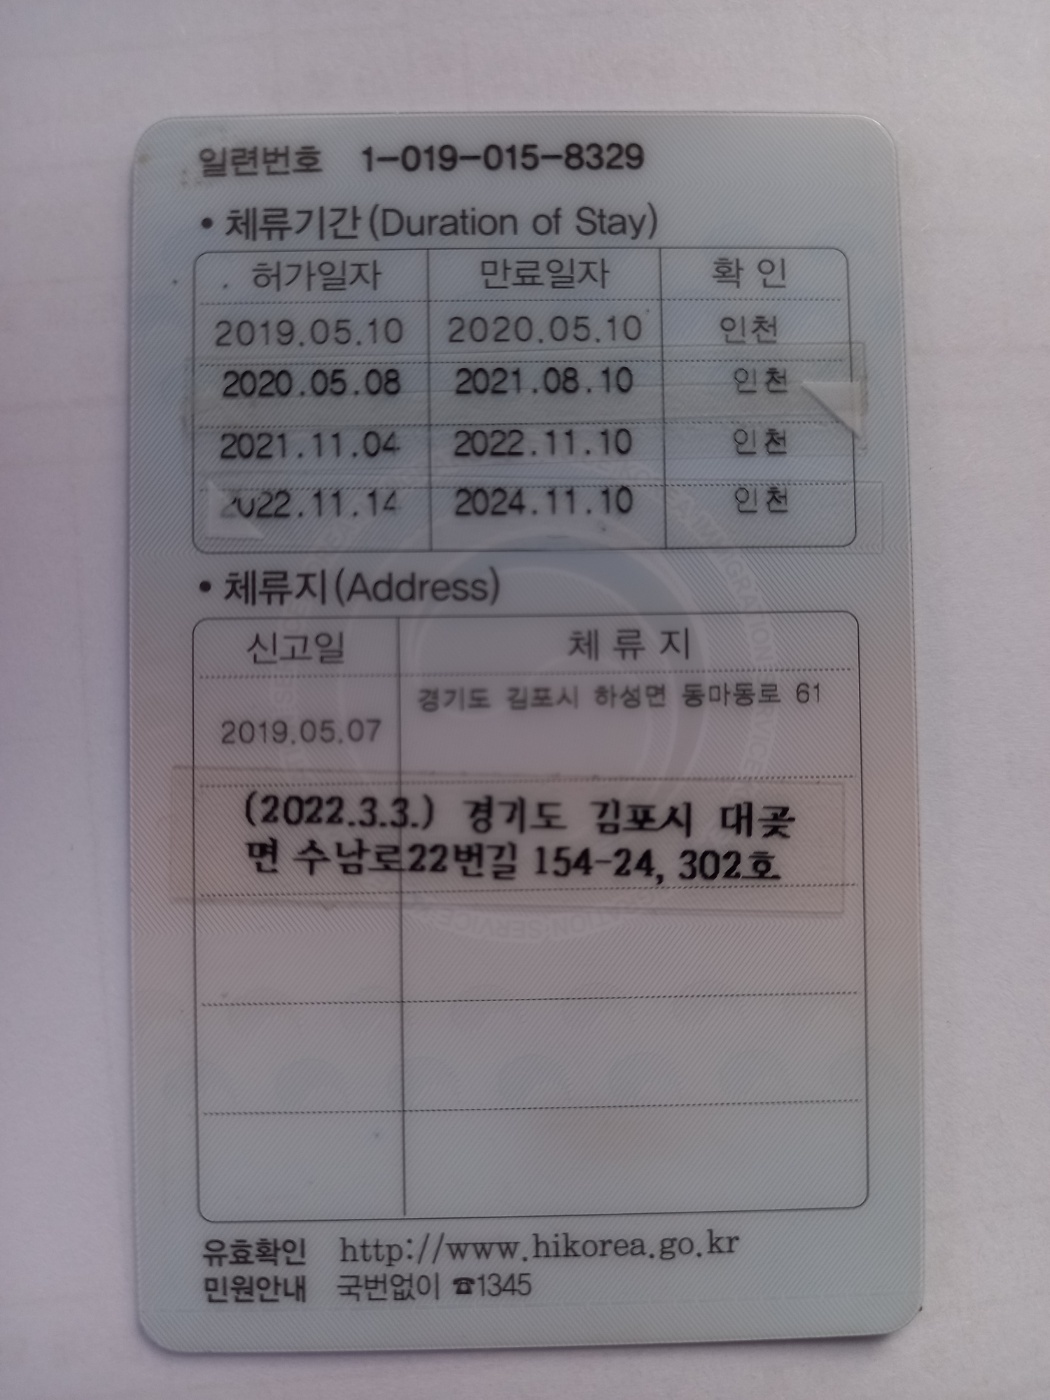 일련번호 1-019-015-8329
• 체류기간(Duration of Stay)
허가일자 만료일자 확 인
2019.05.10 2020.05.10 인천
2020.05.08 2021.08.10 인천
2021.11.04 2022.11.10 인천
2022.11.14 2024.11.10 인천
• 체류지(Address)
신고일 체 류 지
경기도 김포시 하성면 동마동로 61
2019.05.07
(2022.3.3.) 경기도 김포시 대곶
면 수남로22번길 154-24, 302호
유효확인 http://www.hikorea.go.kr
민원안내 국번없이 ☎1345